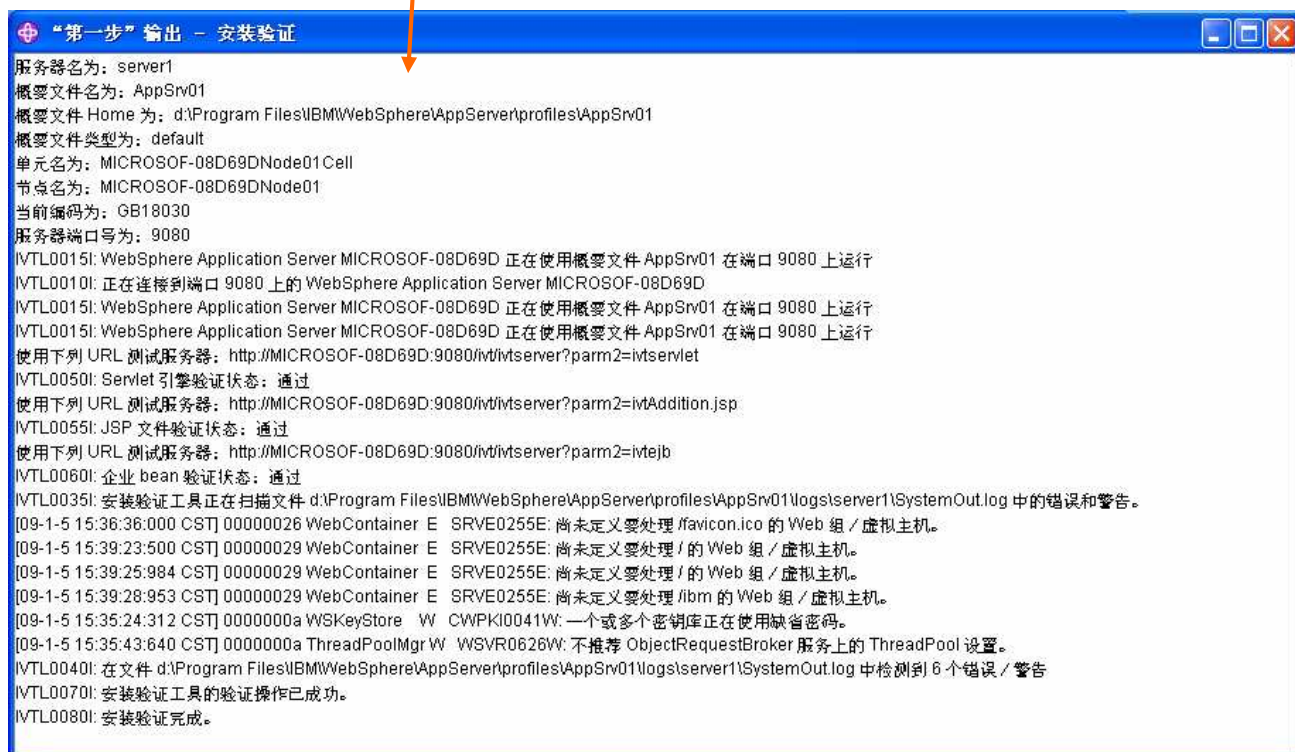 “第一步”输出 - 安装验证
服务器名为：server1
概要文件名为：AppSrv01
概要文件 Home 为：d:\Program Files\IBM\WebSphere\AppServer\profiles\AppSrv01
概要文件类型为：default
单元名为：MICROSOF-08D69DNode01Cell
节点名为：MICROSOF-08D69DNode01
当前编码为：GB18030
服务器端口号为：9080
IVTL0015I: WebSphere Application Server MICROSOF-08D69D 正在使用概要文件 AppSrv01 在端口 9080 上运行
IVTL0010I: 正在连接到端口 9080 上的 WebSphere Application Server MICROSOF-08D69D
IVTL0015I: WebSphere Application Server MICROSOF-08D69D 正在使用概要文件 AppSrv01 在端口 9080 上运行
IVTL0015I: WebSphere Application Server MICROSOF-08D69D 正在使用概要文件 AppSrv01 在端口 9080 上运行
使用下列 URL 测试服务器：http://MICROSOF-08D69D:9080/ivt/ivtserver?parm2=ivtservlet
IVTL0050I: Servlet 引擎验证状态：通过
使用下列 URL 测试服务器：http://MICROSOF-08D69D:9080/ivt/ivtserver?parm2=ivtAddition.jsp
IVTL0055I: JSP 文件验证状态：通过
使用下列 URL 测试服务器：http://MICROSOF-08D69D:9080/ivt/ivtserver?parm2=ivtejb
IVTL0060I: 企业 bean 验证状态：通过
IVTL0035I: 安装验证工具正在扫描文件 d:\Program Files\IBM\WebSphere\AppServer\profiles\AppSrv01\logs\server1\SystemOut.log 中的错误和警告。
[09-1-5 15:36:36:000 CST] 00000026 WebContainer E SRVE0255E: 尚未定义要处理 /favicon.ico 的 Web 组／虚拟主机。
[09-1-5 15:39:23:500 CST] 00000029 WebContainer E SRVE0255E: 尚未定义要处理 / 的 Web 组／虚拟主机。
[09-1-5 15:39:25:984 CST] 00000029 WebContainer E SRVE0255E: 尚未定义要处理 / 的 Web 组／虚拟主机。
[09-1-5 15:39:28:953 CST] 00000029 WebContainer E SRVE0255E: 尚未定义要处理 /ibm 的 Web 组／虚拟主机。
[09-1-5 15:35:24:312 CST] 0000000a WSKeyStore W CWPKI0041W: 一个或多个密钥库正在使用缺省密码。
[09-1-5 15:35:43:640 CST] 0000000a ThreadPoolMgr W WSVR0626W: 不推荐 ObjectRequestBroker 服务上的 ThreadPool 设置。
IVTL0040I: 在文件 d:\Program Files\IBM\WebSphere\AppServer\profiles\AppSrv01\logs\server1\SystemOut.log 中检测到 6 个错误／警告
IVTL0070I: 安装验证工具的验证操作已成功。
IVTL0080I: 安装验证完成。